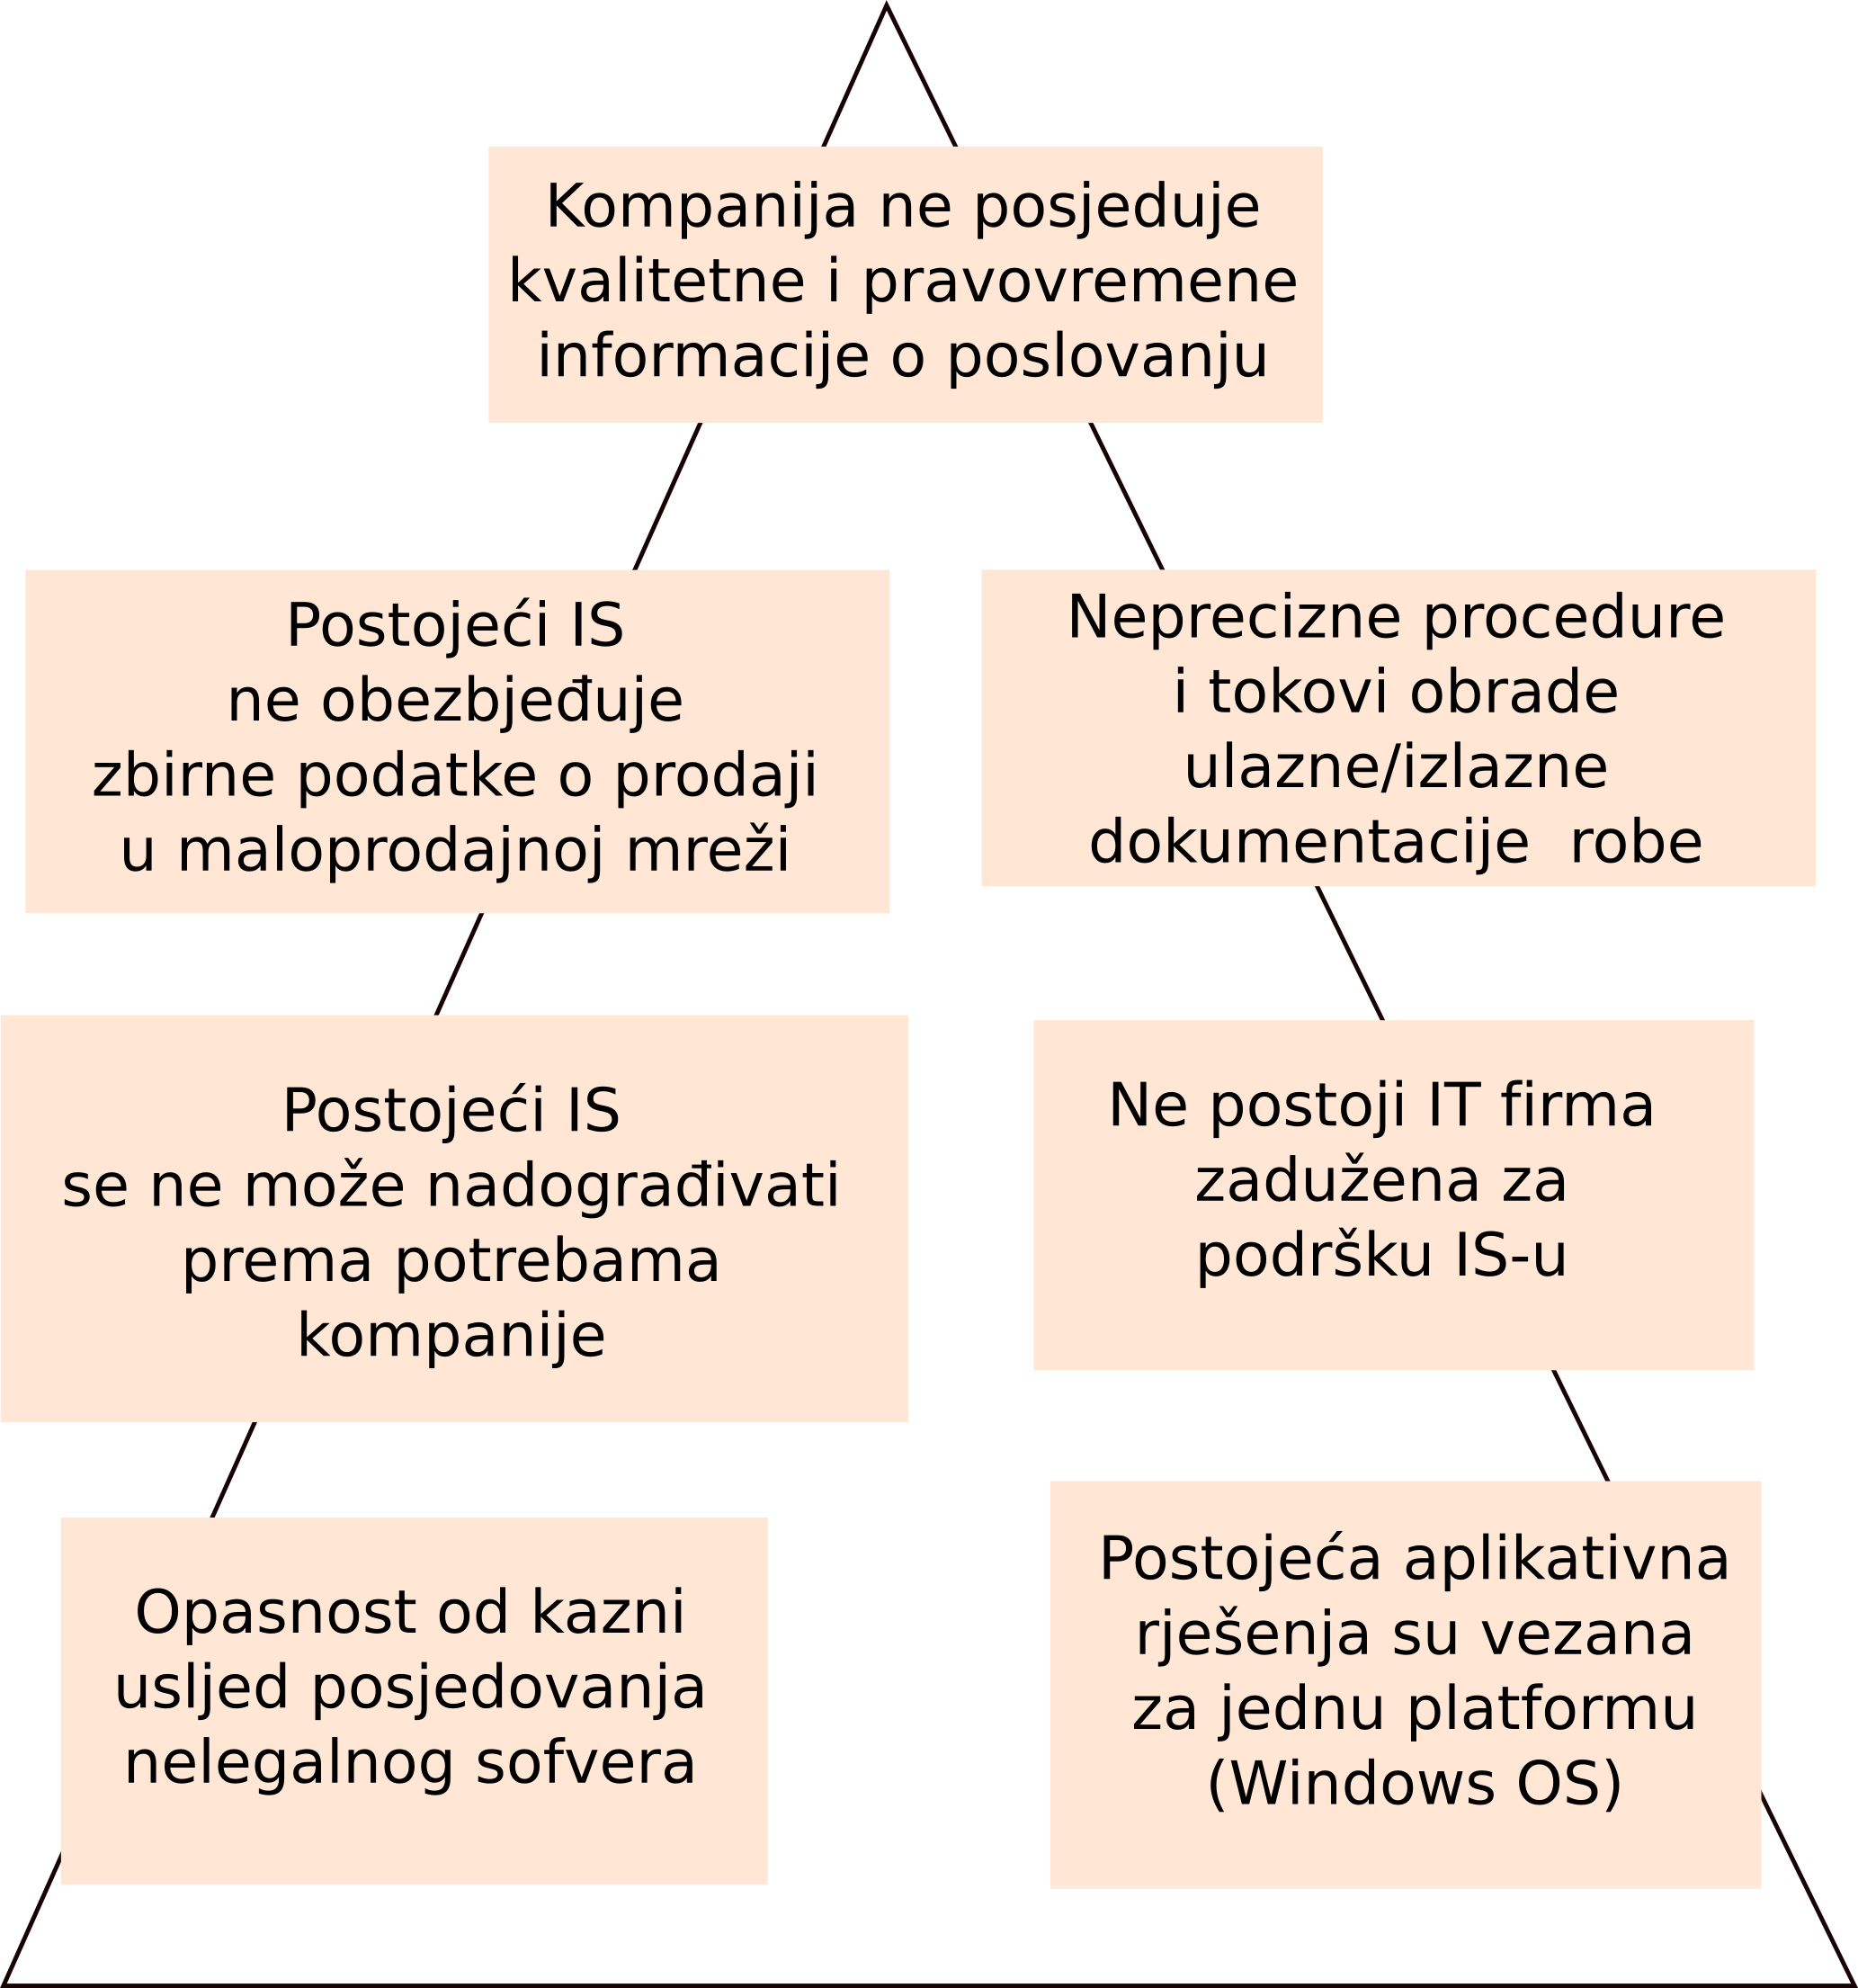 Kompanija ne posjeduje
kvalitetne i pravovremene
informacije o poslovanju
Postojeći IS
ne obezbjeđuje
zbirne podatke o prodaji
u maloprodajnoj mreži
Neprecizne procedure
i tokovi obrade
ulazne/izlazne
dokumentacije  robe
Postojeći IS
se ne može nadograđivati
prema potrebama
kompanije
Ne postoji IT firma
zadužena za
podršku IS-u
Opasnost od kazni
usljed posjedovanja
nelegalnog sofvera
Postojeća aplikativna
rješenja su vezana
za jednu platformu
(Windows OS)